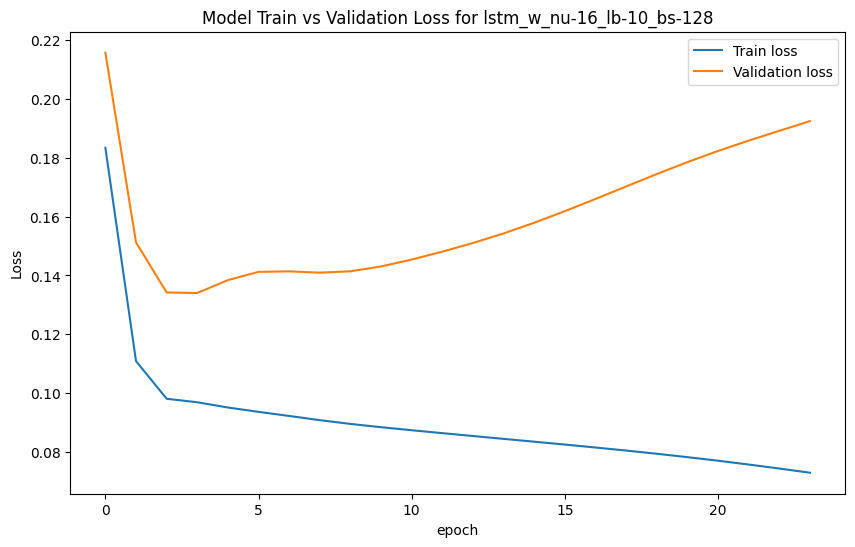 Model Train vs Validation Loss for lstm_w_nu-16_lb-10_bs-128
Train loss
Validation loss
Loss
0.22
0.20
0.18
0.16
0.14
0.12
0.10
0.08
0
5
10
15
20
epoch